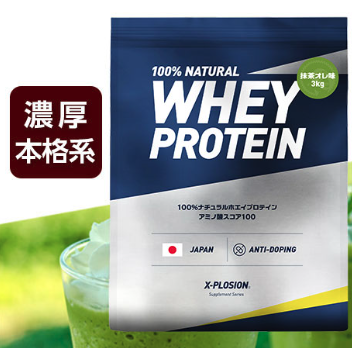 濃厚
本格系
100% NATURAL
WHEY
PROTEIN
抹茶オレ味
3kg
100%ナチュラルホエイプロテイン
アミノ酸スコア100
JAPAN
ANTI-DOPING
X-PLOSION®
Supplement Series